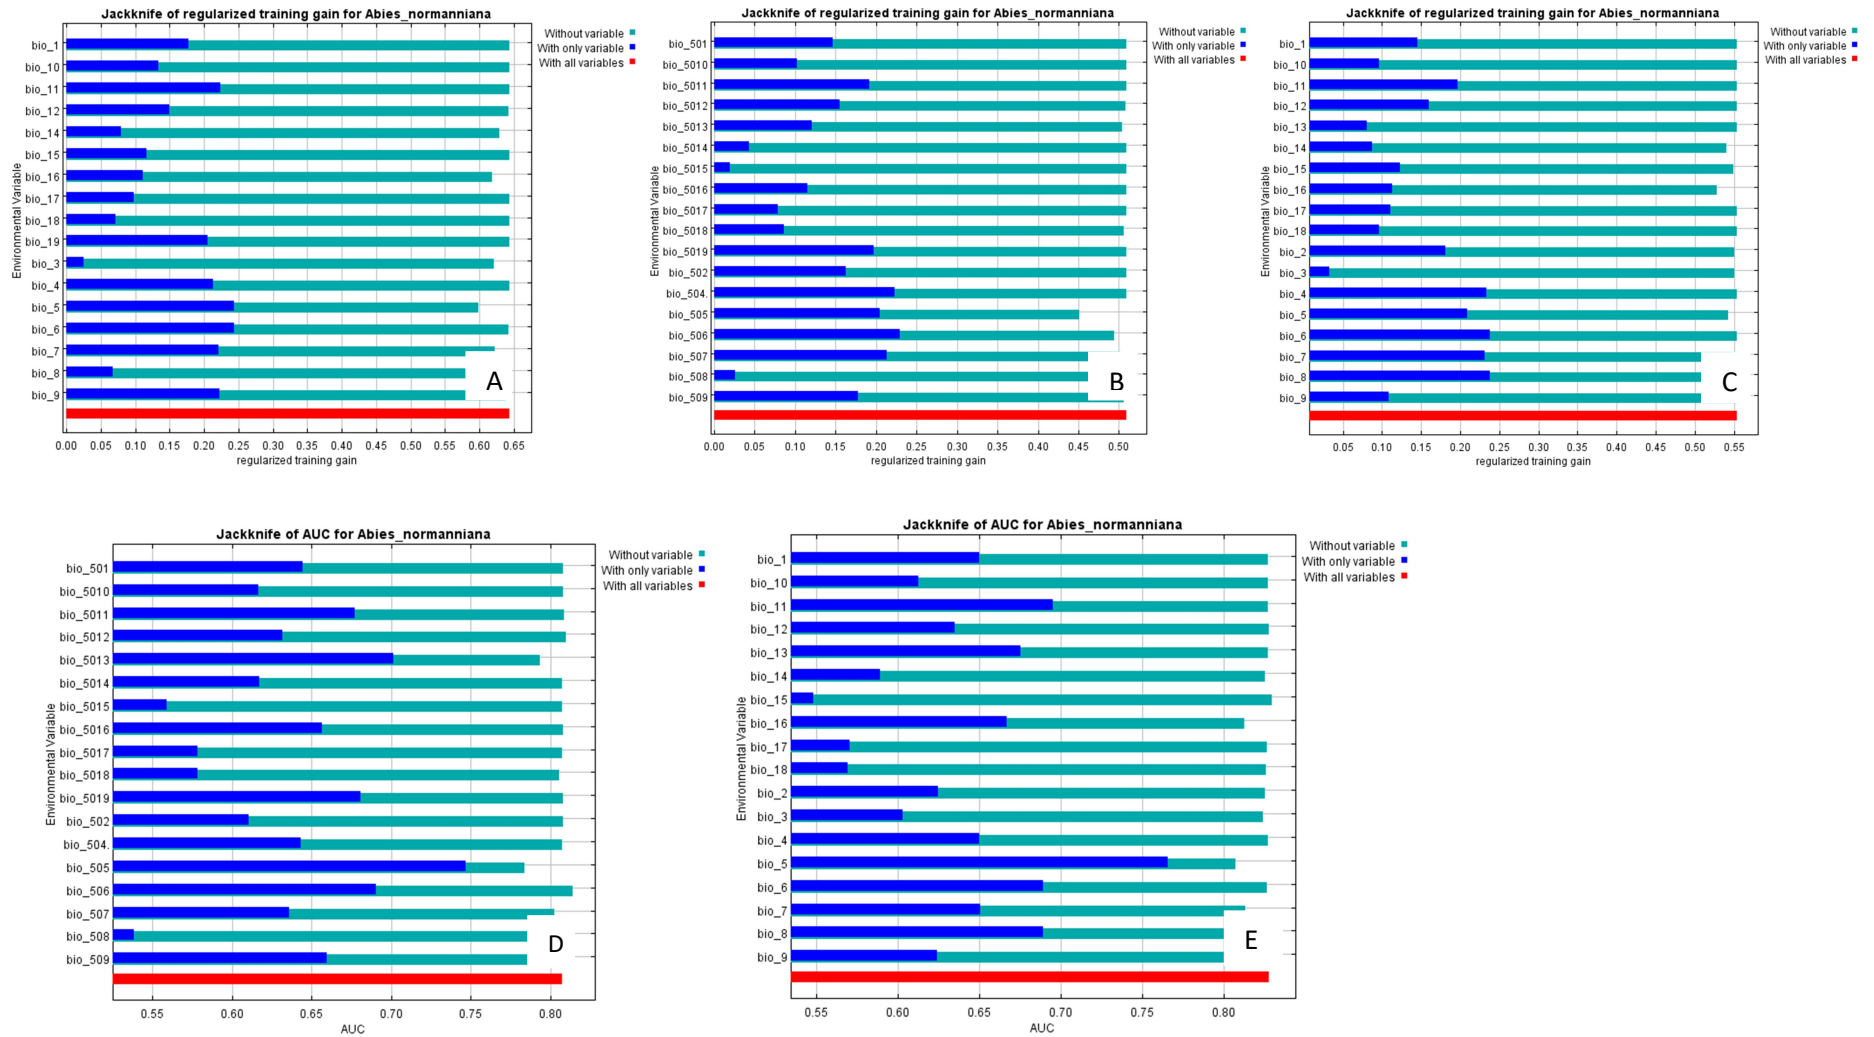 Jackknife of regularized training gain for Abies_normanniana
Without variable
With only variable
With all variables
Environmental Variable
bio_1
bio_10
bio_11
bio_12
bio_14
bio_15
bio_16
bio_17
bio_18
bio_19
bio_3
bio_4
bio_5
bio_6
bio_7
bio_8
bio_9
A
0.00 0.05 0.10 0.15 0.20 0.25 0.30 0.35 0.40 0.45 0.50 0.55 0.60 0.65
regularized training gain
Jackknife of regularized training gain for Abies_normanniana
Without variable
With only variable
With all variables
Environmental Variable
bio_501
bio_5010
bio_5011
bio_5012
bio_5013
bio_5014
bio_5015
bio_5016
bio_5017
bio_5018
bio_5019
bio_502
bio_504.
bio_505
bio_506
bio_507
bio_508
bio_509
B
0.00 0.05 0.10 0.15 0.20 0.25 0.30 0.35 0.40 0.45 0.50
regularized training gain
Jackknife of regularized training gain for Abies_normanniana
Without variable
With only variable
With all variables
Environmental Variable
bio_1
bio_10
bio_11
bio_12
bio_13
bio_14
bio_15
bio_16
bio_17
bio_18
bio_2
bio_3
bio_4
bio_5
bio_6
bio_7
bio_8
bio_9
C
0.05 0.10 0.15 0.20 0.25 0.30 0.35 0.40 0.45 0.50 0.55
regularized training gain
Jackknife of AUC for Abies_normanniana
Without variable
With only variable
With all variables
Environmental Variable
bio_501
bio_5010
bio_5011
bio_5012
bio_5013
bio_5014
bio_5015
bio_5016
bio_5017
bio_5018
bio_5019
bio_502
bio_504.
bio_505
bio_506
bio_507
bio_508
bio_509
D
0.55 0.60 0.65 0.70 0.75 0.80
AUC
Jackknife of AUC for Abies_normanniana
Without variable
With only variable
With all variables
Environmental Variable
bio_1
bio_10
bio_11
bio_12
bio_13
bio_14
bio_15
bio_16
bio_17
bio_18
bio_2
bio_3
bio_4
bio_5
bio_6
bio_7
bio_8
bio_9
E
0.55 0.60 0.65 0.70 0.75 0.80
AUC